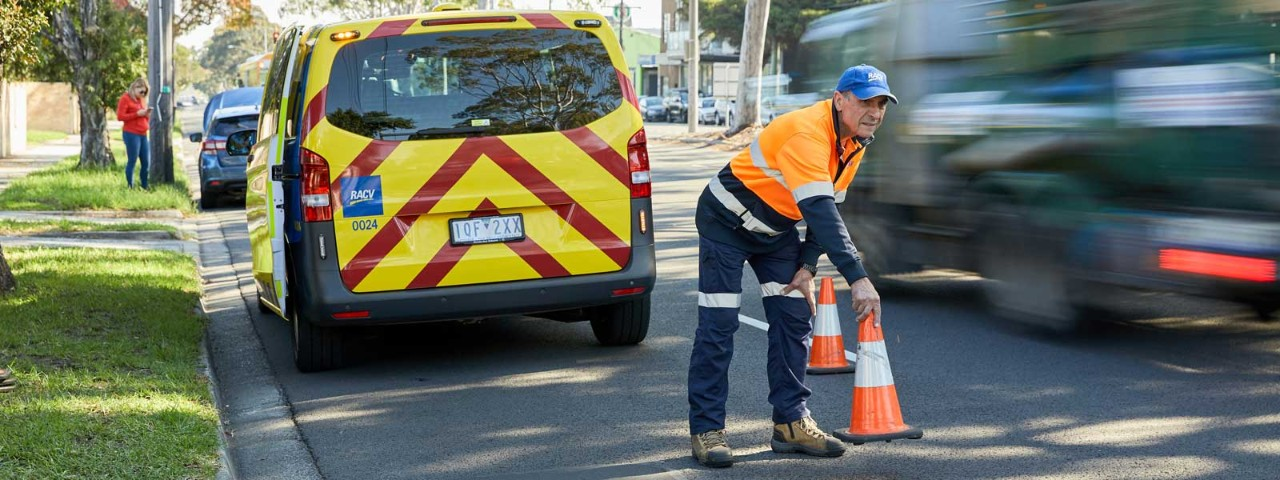 RACV
0024
1QF 2XX
RACV